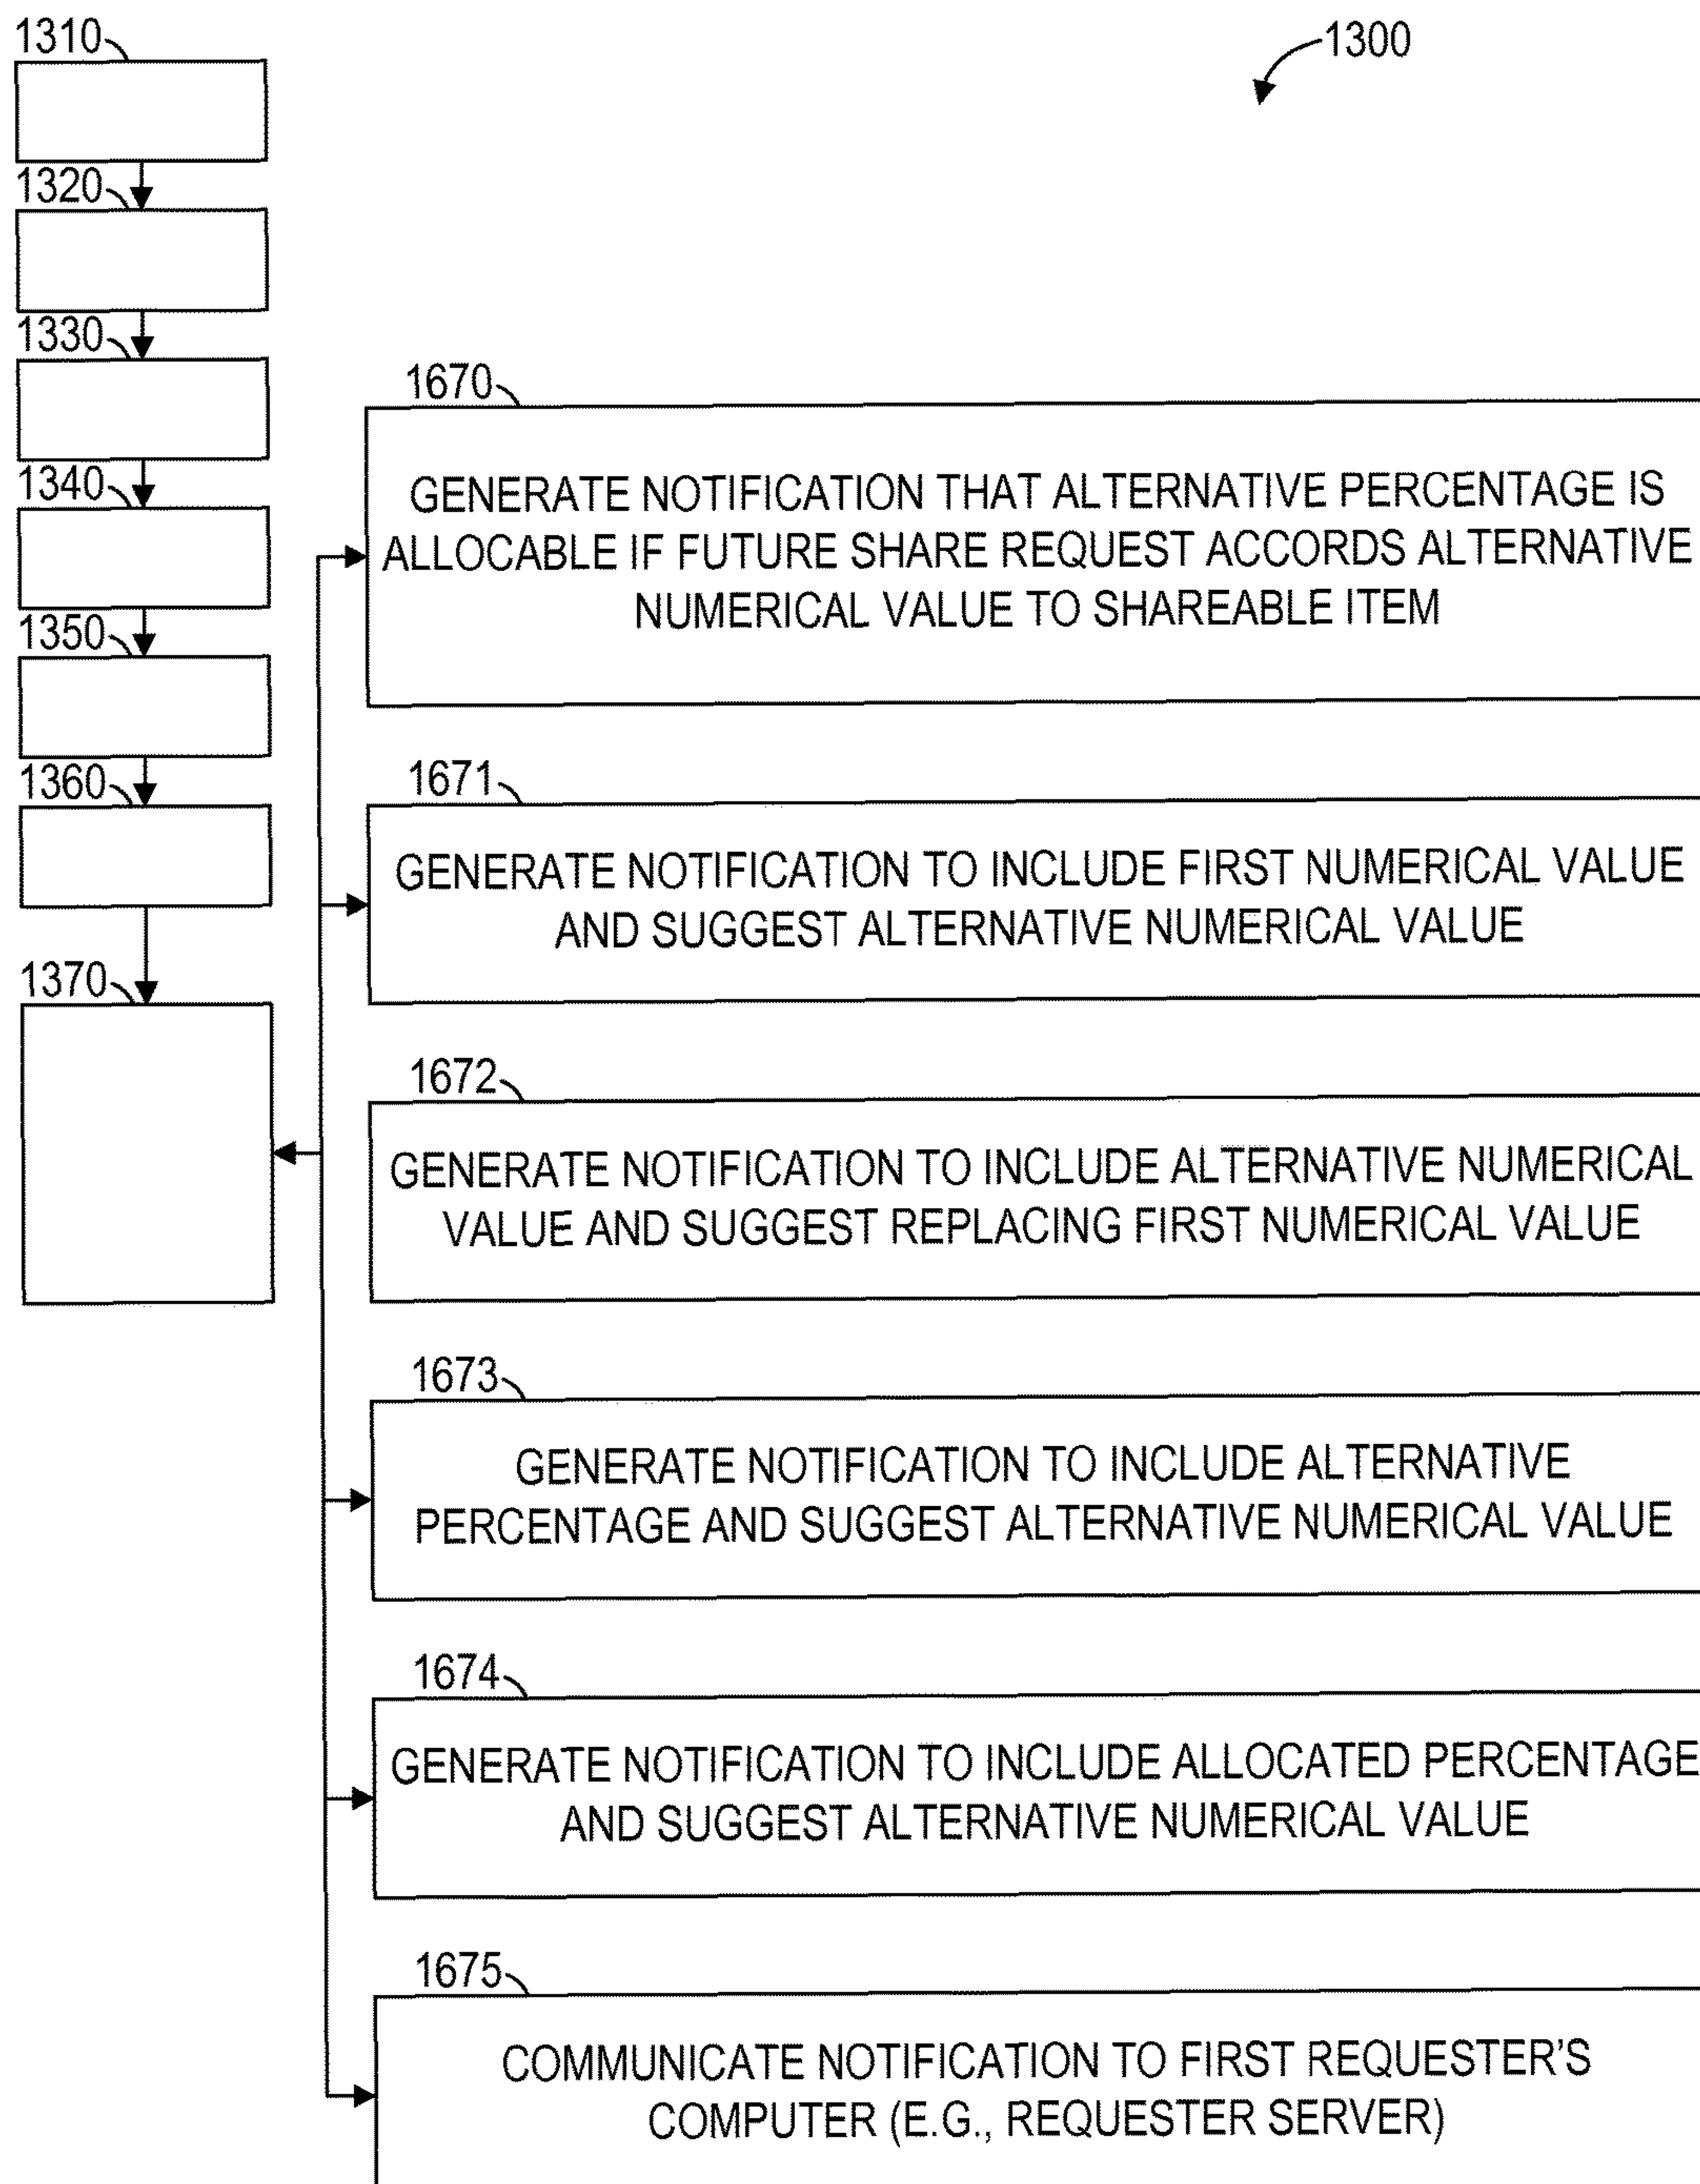 1300
1310
1320
1330
1340
1350
1360
1370
1670
GENERATE NOTIFICATION THAT ALTERNATIVE PERCENTAGE IS
ALLOCABLE IF FUTURE SHARE REQUEST ACCORDS ALTERNATIVE
NUMERICAL VALUE TO SHAREABLE ITEM
1671
GENERATE NOTIFICATION TO INCLUDE FIRST NUMERICAL VALUE
AND SUGGEST ALTERNATIVE NUMERICAL VALUE
1672
GENERATE NOTIFICATION TO INCLUDE ALTERNATIVE NUMERICAL
VALUE AND SUGGEST REPLACING FIRST NUMERICAL VALUE
1673
GENERATE NOTIFICATION TO INCLUDE ALTERNATIVE
PERCENTAGE AND SUGGEST ALTERNATIVE NUMERICAL VALUE
1674
GENERATE NOTIFICATION TO INCLUDE ALLOCATED PERCENTAGE
AND SUGGEST ALTERNATIVE NUMERICAL VALUE
1675
COMMUNICATE NOTIFICATION TO FIRST REQUESTER'S
COMPUTER (E.G., REQUESTER SERVER)